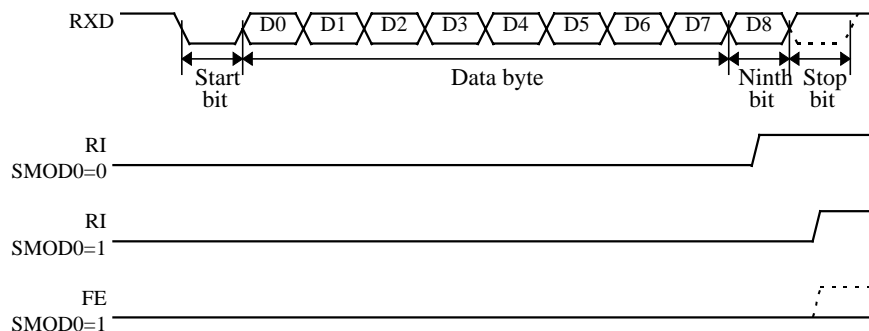 RXD D0 D1 D2 D3 D4 D5 D6 D7 D8
Start bit
Data byte
Ninth bit
Stop bit
RI
SMOD0=0
RI
SMOD0=1
FE
SMOD0=1